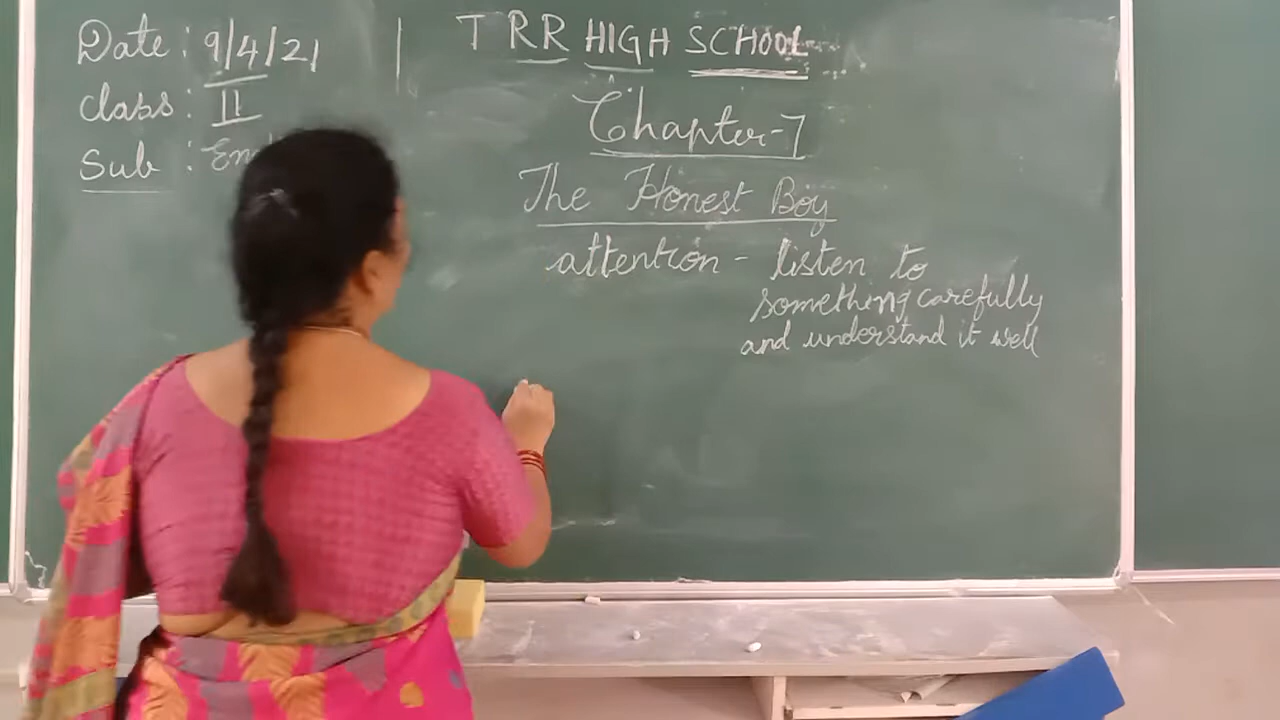 Date : 9/4/21
Class : II
Sub :
T RR HIGH SCHOOL
Chapter-7
The Honest Boy
attention - listen to
something carefully
and understand it well